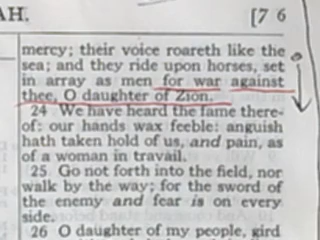 AH.
[7 6
mercy; their voice roareth like the
sea; and they ride upon horses, set
in array as men for war against
thee, O daughter of Zion.
24 We have heard the fame there-
of: our hands wax feeble: anguish
hath taken hold of us, and pain, as
of a woman in travail.
25 Go not forth into the field, nor
walk by the way; for the sword of
the enemy and fear is on every
side.
26 O daughter of my people, gird